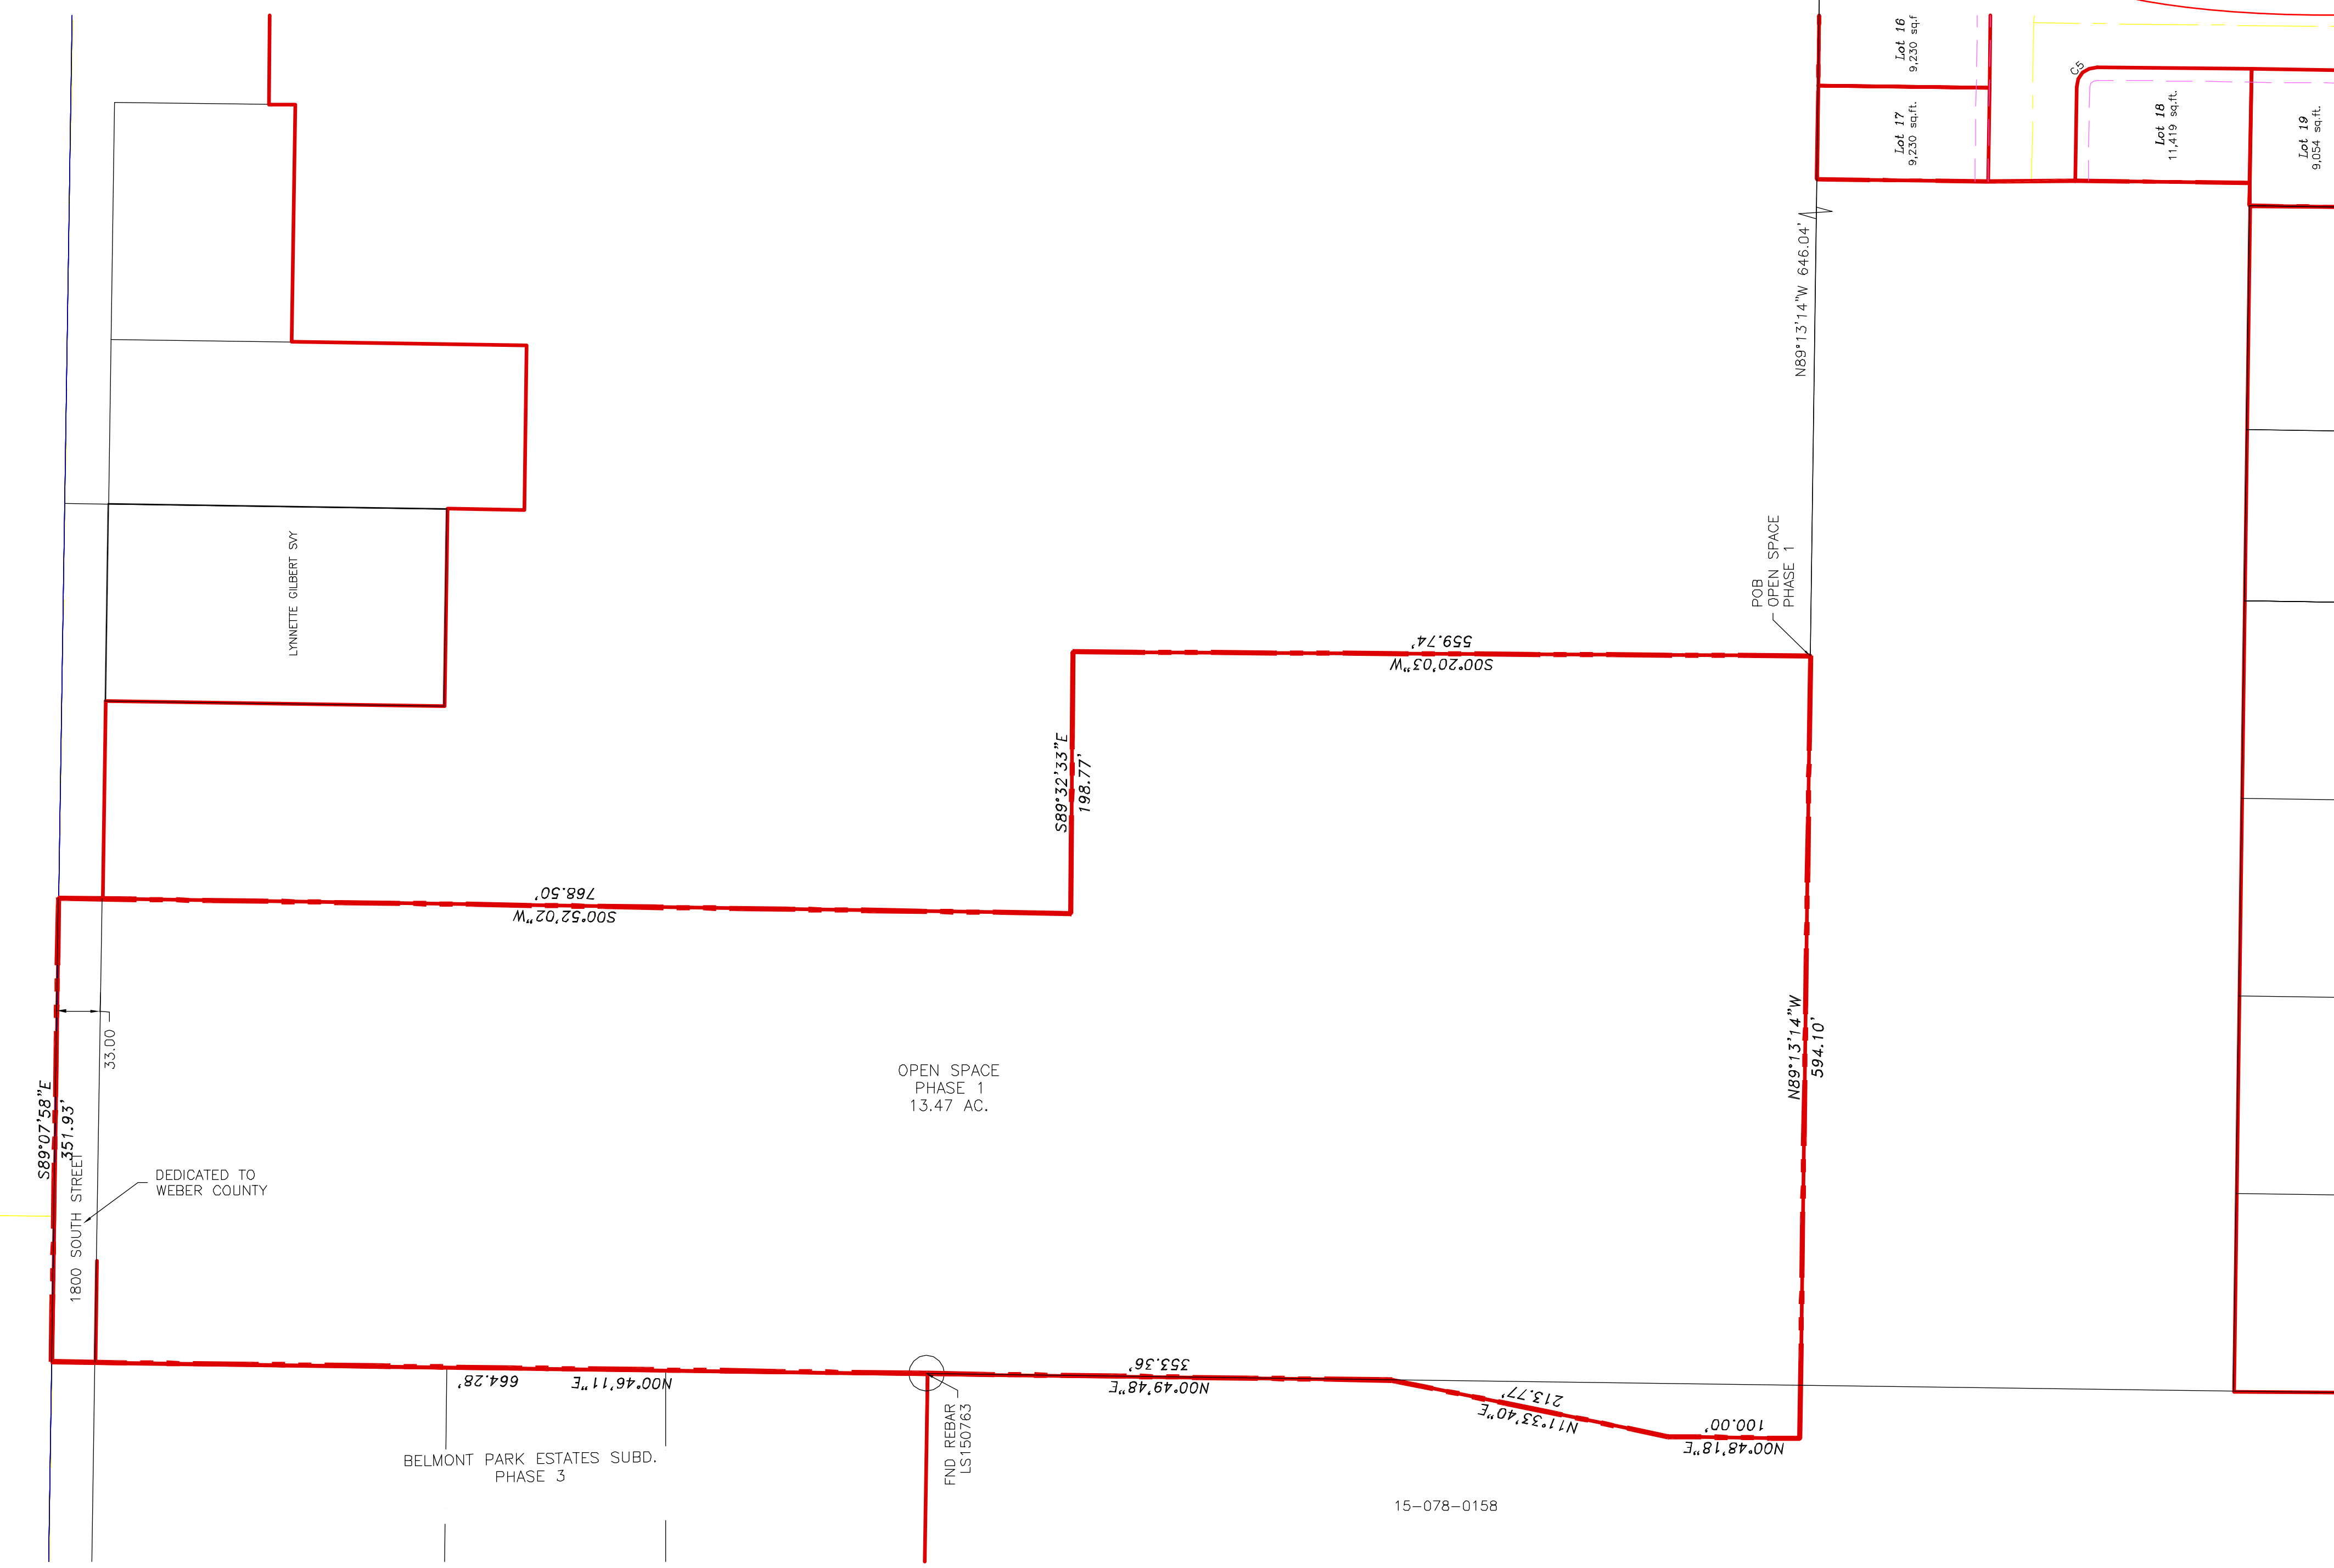 Lot 16
9,230 sq.f
Lot 17
9,230 sq.ft.
C5
Lot 18
11,419 sq.ft.
Lot 19
9,054 sq.ft.
N89°13'14"W 646.04'
LYNNETTE GILBERT SVY
POB
OPEN SPACE
PHASE 1
559.74'
S00°20'03"W
S89°32'33"E
198.77'
768.50'
S00°52'02"W
33.00
S89°07'58"E
351.93'
1800 SOUTH STREET
DEDICATED TO
WEBER COUNTY
OPEN SPACE
PHASE 1
13.47 AC.
N89°13'14"W
594.10'
664.28'
N00°46'11"E
353.36'
N00°49'48"E
213.77'
N11°33'40"E
100.00'
N00°48'18"E
FND REBAR
LS150763
BELMONT PARK ESTATES SUBD.
PHASE 3
15-078-0158